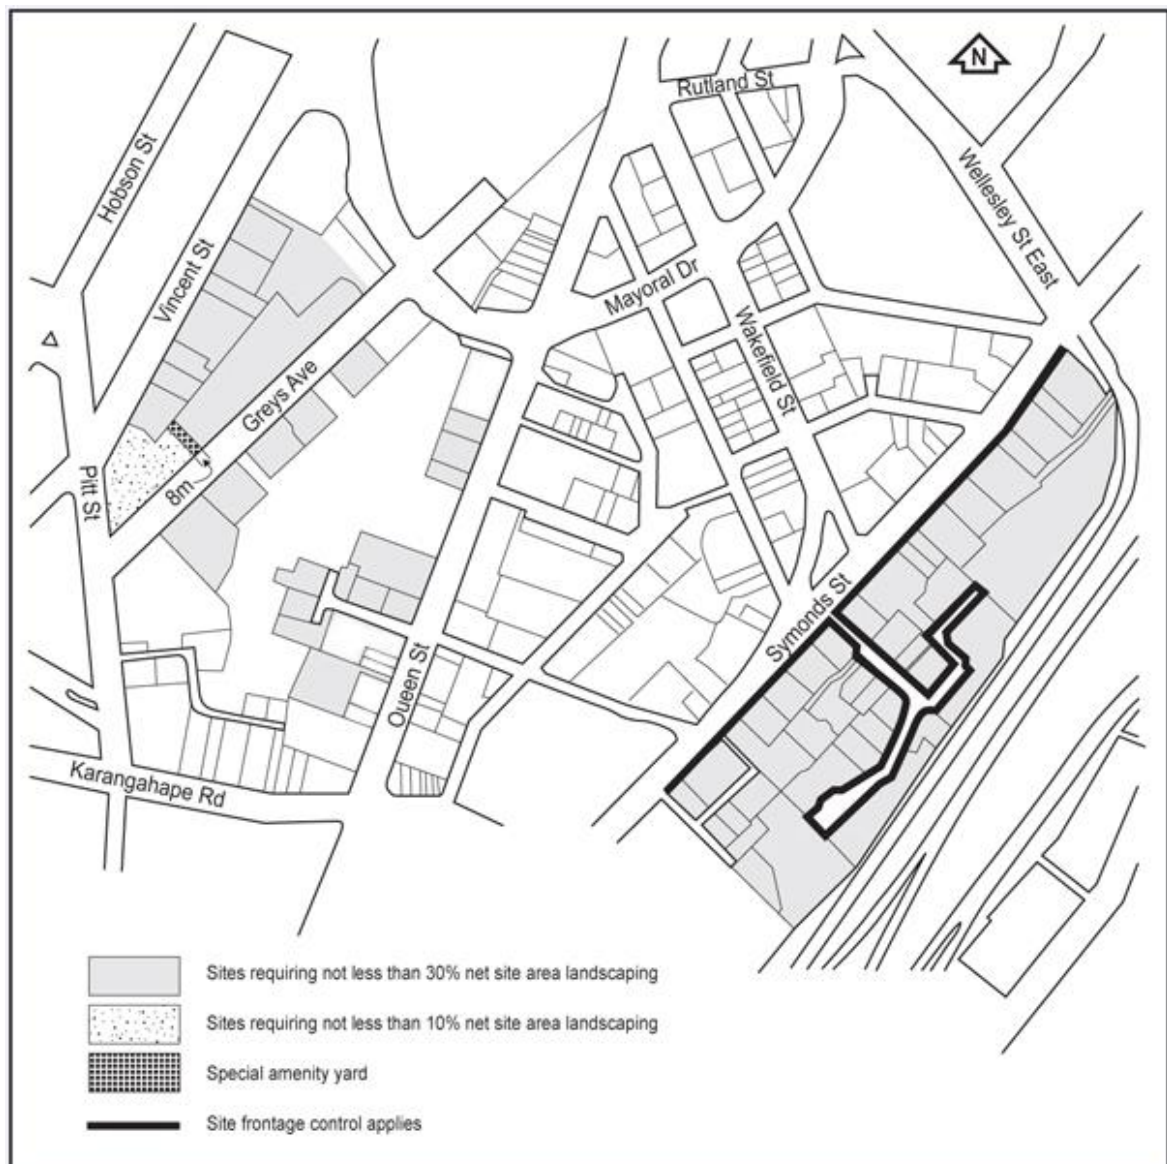 N
Rutland St
Hobson St
Wellesley St East
Vincent St
Mayoral Dr
Wakefield St
Greys Ave
8m
Pitt St
Symonds St
Queen St
Karangahape Rd
Sites requiring not less than 30% net site area landscaping
Sites requiring not less than 10% net site area landscaping
Special amenity yard
Site frontage control applies